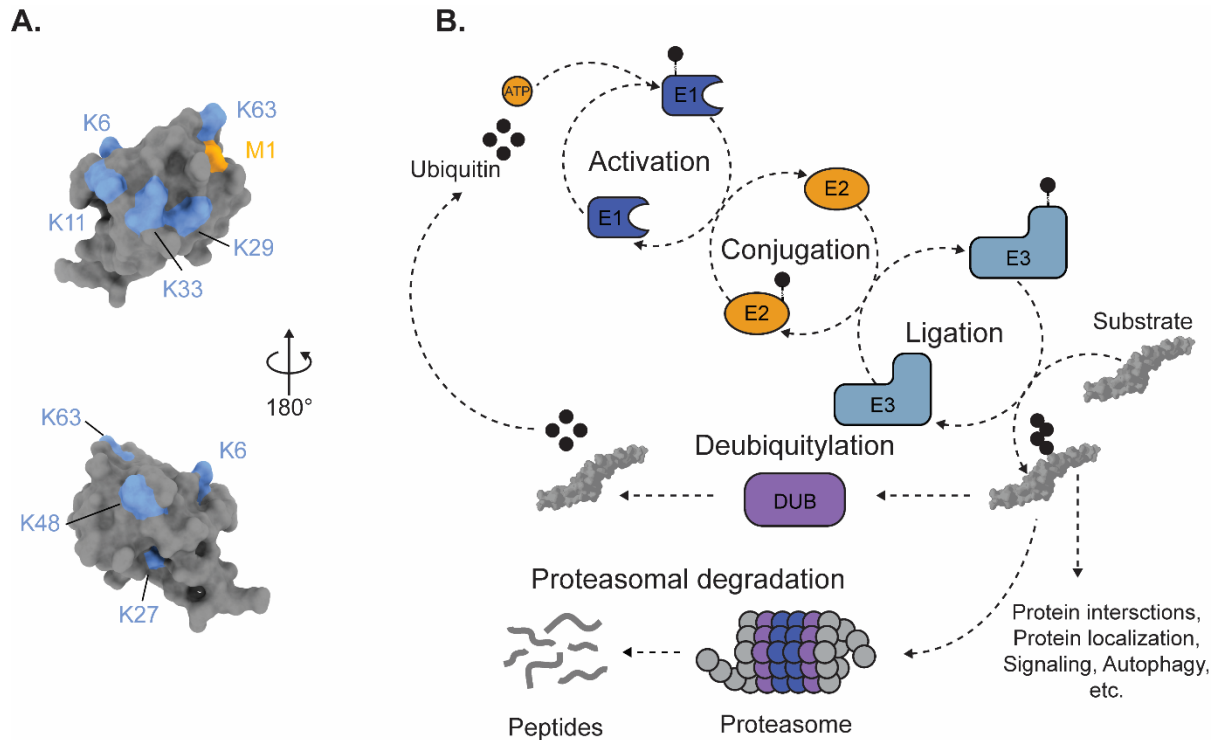 A.
K6
K63
M1
K11
K29
K33
180°
K63
K6
K48
K27
B.
ATP
E1
Ubiquitin
Activation
E1
E2
Conjugation
E2
E3
Ligation
Substrate
E3
Deubiquitylation
DUB
Proteasomal degradation
Protein intersctions,
Protein localization,
Signaling, Autophagy,
etc.
Peptides
Proteasome